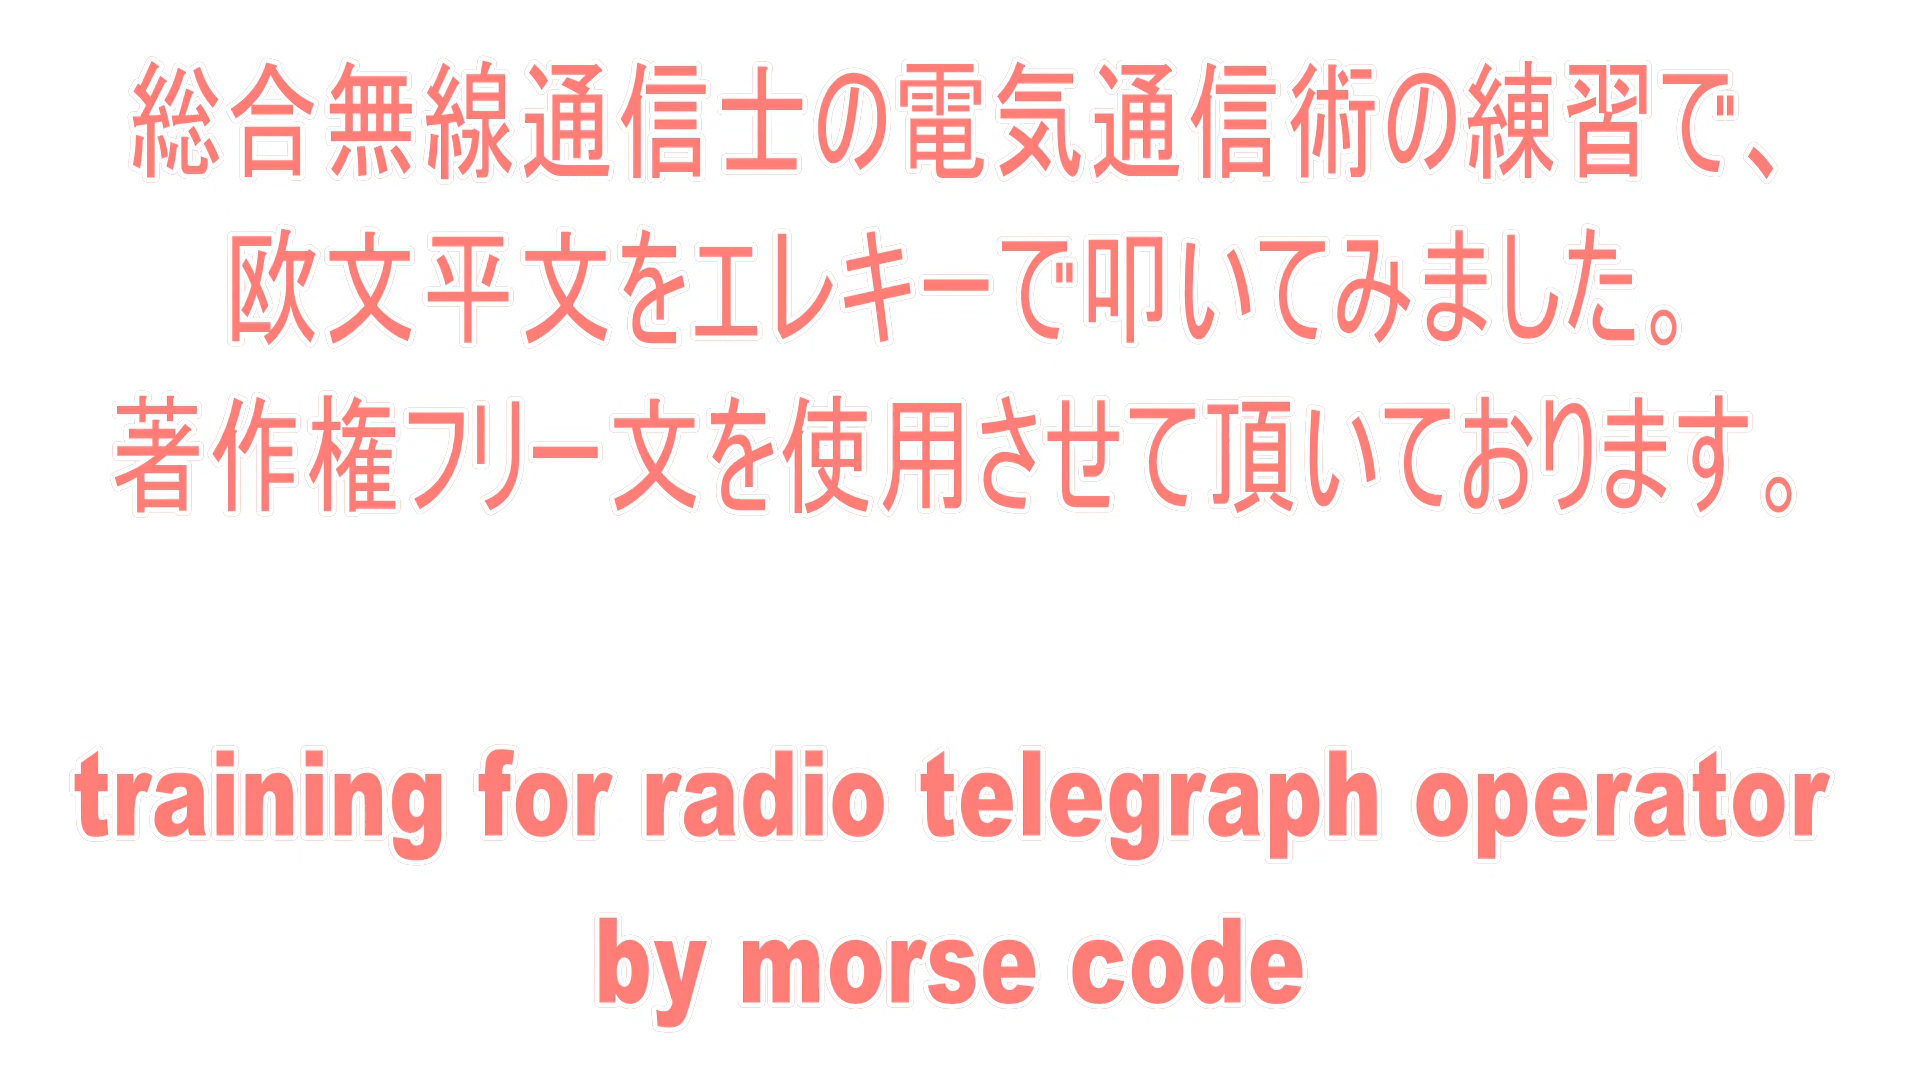 総合無線通信士の電気通信術の練習で、
欧文平文をエレキーで叩いてみました。
著作権フリー文を使用させて頂いております。
training for radio telegraph operator
by morse code